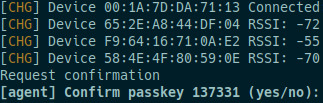 [CHG] Device 00:1A:7D:DA:71:13 Connected
[CHG] Device 65:2E:A8:44:DF:04 RSSI: -72
[CHG] Device F9:64:16:71:0A:E2 RSSI: -55
[CHG] Device 58:4E:4F:80:59:0E RSSI: -70
Request confirmation
[agent] Confirm passkey 137331 (yes/no):